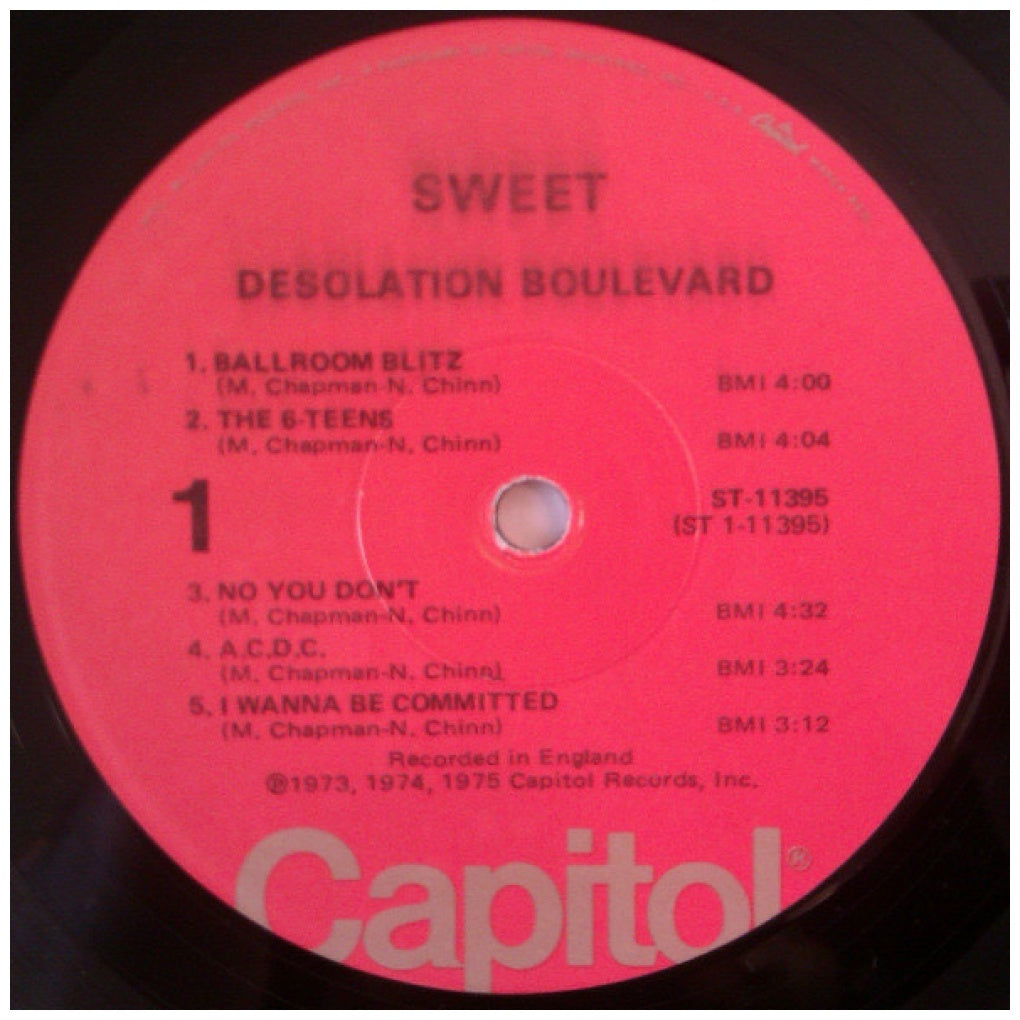 SWEET
DESOLATION BOULEVARD
1. BALLROOM BLITZ
(M. Chapman-N. Chinn) BMI 4:00
2. THE 6-TEENS
(M. Chapman-N. Chinn) BMI 4:04
1
ST-11395
(ST 1-11395)
3. NO YOU DON'T
(M. Chapman-N. Chinn) BMI 4:32
4. A.C.D.C.
(M. Chapman-N. Chinn) BMI 3:24
5. I WANNA BE COMMITTED
(M. Chapman-N. Chinn) BMI 3:12
Recorded in England
℗1973, 1974, 1975 Capitol Records, Inc.
Capitol®
Capitol